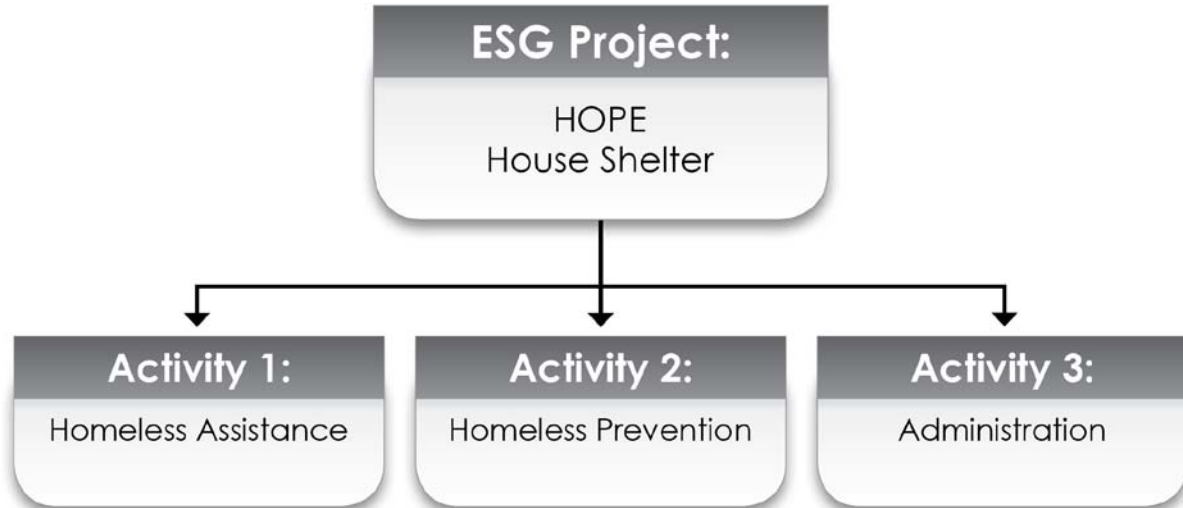 ESG Project:
HOPE
House Shelter
Activity 1:
Homeless Assistance
Activity 2:
Homeless Prevention
Activity 3:
Administration